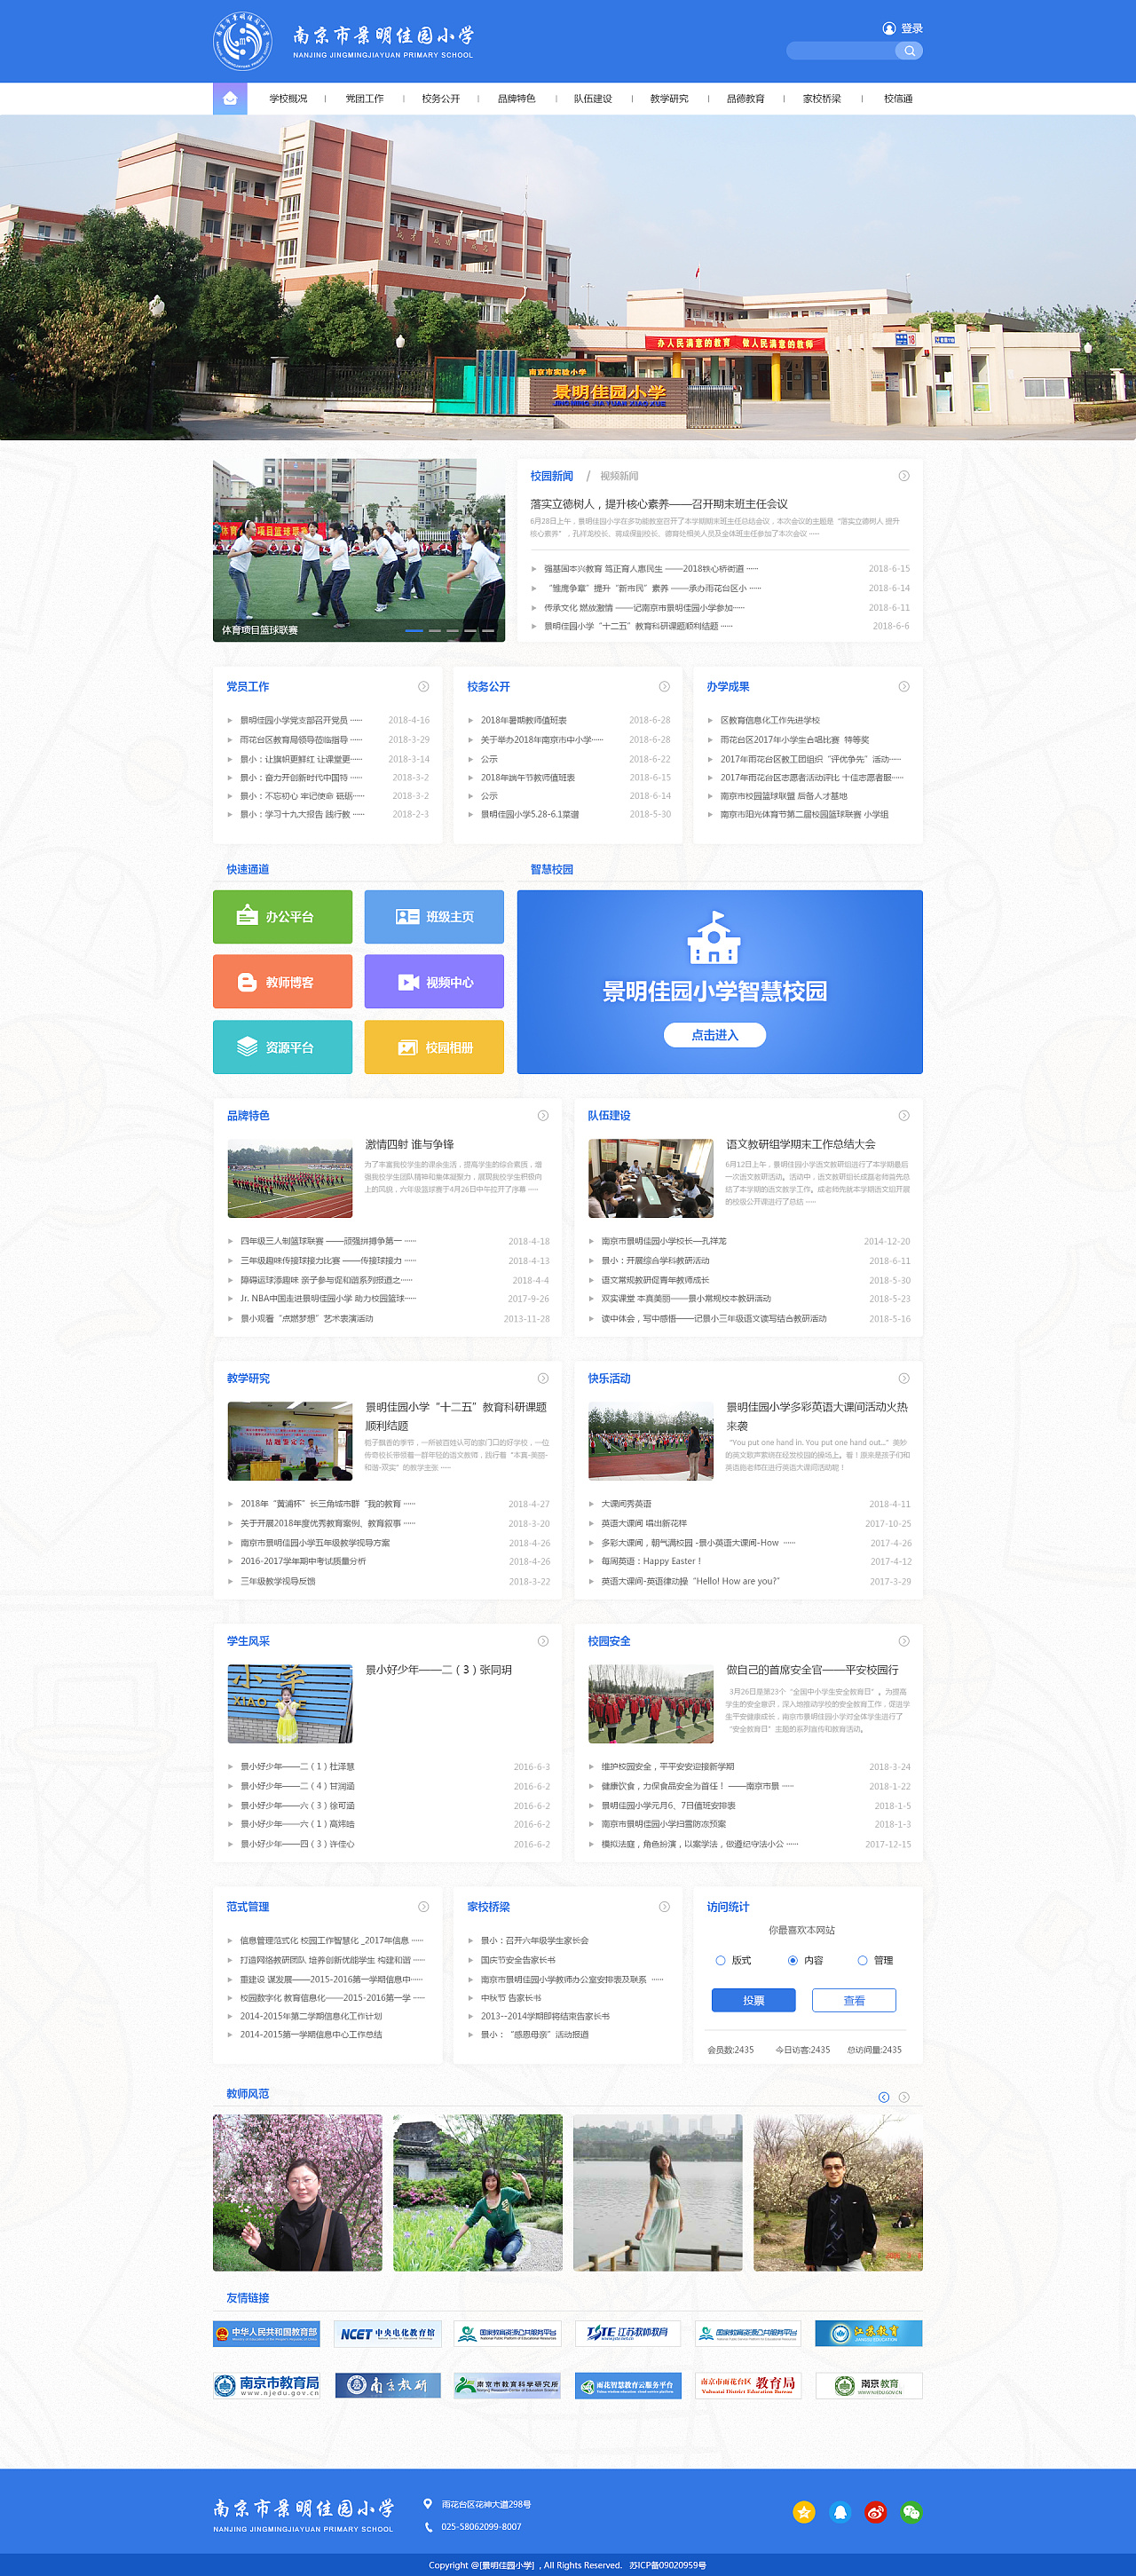 南京市景明佳园小学
NANJING JINGMINGJIAYUAN PRIMARY SCHOOL
登录
学校概况 党团工作 校务公开 品牌特色 队伍建设 教学研究 品德教育 家校桥梁 校信通
办人民满意的教育 做人民满意的教师
南京市实验小学
景明佳园小学
JING MING JIA YUAN XIAO XUE
体育项目篮球联赛
校园新闻 / 视频新闻
落实立德树人，提升核心素养——召开期末班主任会议
6月28日上午，景明佳园小学在多功能教室召开了本学期期末班主任总结会议，本次会议的主题是“落实立德树人 提升
核心素养”，孔祥龙校长、蒋成保副校长、德育处相关人员及全体班主任参加了本次会议 ······
强基固本兴教育 笃正育人惠民生 ——2018铁心桥街道 ······ 2018-6-15
“雏鹰争章”提升“新市民”素养 ——承办雨花台区小 ······ 2018-6-14
传承文化 燃放激情 ——记南京市景明佳园小学参加······ 2018-6-11
景明佳园小学“十二五”教育科研课题顺利结题 ······ 2018-6-6
党员工作
景明佳园小学党支部召开党员 ······ 2018-4-16
雨花台区教育局领导莅临指导 ······ 2018-3-29
景小：让旗帜更鲜红 让课堂更······ 2018-3-14
景小：奋力开创新时代中国特 ······ 2018-3-2
景小：不忘初心 牢记使命 砥砺······ 2018-3-2
景小：学习十九大报告 践行教 ······ 2018-2-3
校务公开
2018年暑期教师值班表 2018-6-28
关于举办2018年南京市中小学······ 2018-6-28
公示 2018-6-22
2018年端午节教师值班表 2018-6-15
公示 2018-6-14
景明佳园小学5.28-6.1菜谱 2018-5-30
办学成果
区教育信息化工作先进学校
雨花台区2017年小学生合唱比赛 特等奖
2017年雨花台区教工团组织“评优争先”活动······
2017年雨花台区志愿者活动评比 十佳志愿者服······
南京市校园篮球联盟 后备人才基地
南京市阳光体育节第二届校园篮球联赛 小学组
快速通道
办公平台
班级主页
教师博客
视频中心
资源平台
校园相册
智慧校园
景明佳园小学智慧校园
点击进入
品牌特色
激情四射 谁与争锋
为了丰富我校学生的课余生活，提高学生的综合素质，增
强我校学生团队精神和集体凝聚力，展现我校学生积极向
上的风貌，六年级篮球赛于4月26日中午拉开了序幕 ······
四年级三人制篮球联赛 ——顽强拼搏争第一 ······ 2018-4-18
三年级趣味传接球接力比赛 ——传接球接力 ······ 2018-4-13
障碍运球添趣味 亲子参与促和谐系列报道之······ 2018-4-4
Jr. NBA中国走进景明佳园小学 助力校园篮球······ 2017-9-26
景小观看“点燃梦想”艺术表演活动 2013-11-28
队伍建设
语文教研组学期末工作总结大会
6月12日上午，景明佳园小学语文教研组进行了本学期最后
一次语文教研活动。活动中，语文教研组长成磊老师首先总
结了本学期的语文教学工作。成老师先就本学期语文组开展
的校级公开课进行了总结 ······
南京市景明佳园小学校长—孔祥龙 2014-12-20
景小：开展综合学科教研活动 2018-6-11
语文常规教研促青年教师成长 2018-5-30
双实课堂 本真美丽——景小常规校本教研活动 2018-5-23
读中体会，写中感悟——记景小三年级语文读写结合教研活动 2018-5-16
教学研究
景明佳园小学“十二五”教育科研课题
顺利结题
栀子飘香的季节，一所被百姓认可的家门口的好学校，一位
传奇校长带领着一群年轻的语文教师，践行着“本真-美丽-
和谐-双实”的教学主张 ······
2018年“黄浦杯”长三角城市群“我的教育 ······ 2018-4-27
关于开展2018年度优秀教育案例、教育叙事 ······ 2018-3-20
南京市景明佳园小学五年级教学视导方案 2018-4-26
2016-2017学年期中考试质量分析 2018-4-26
三年级教学视导反馈 2018-3-22
快乐活动
景明佳园小学多彩英语大课间活动火热
来袭
“You put one hand in. You put one hand out...”美妙
的英文歌声萦绕在轻发校园的操场上。看！原来是孩子们和
英语施老师在进行英语大课间活动呢！
大课间秀英语 2018-4-11
英语大课间 唱出新花样 2017-10-25
多彩大课间，朝气满校园 -景小英语大课间-How ······ 2017-4-26
每周英语：Happy Easter！ 2017-4-12
英语大课间-英语律动操“Hello! How are you?” 2017-3-29
学生风采
景小好少年——二（3）张同玥
景小好少年——二（1）杜泽慧 2016-6-3
景小好少年——二（4）甘润涵 2016-6-2
景小好少年——六（3）徐可涵 2016-6-2
景小好少年——六（1）高炜皓 2016-6-2
景小好少年——四（3）许佳心 2016-6-2
校园安全
做自己的首席安全官——平安校园行
3月26日是第23个“全国中小学生安全教育日”。为提高
学生的安全意识，深入地推动学校的安全教育工作，促进学
生平安健康成长，南京市景明佳园小学对全体学生进行了
“安全教育日”主题的系列宣传和教育活动。
维护校园安全，平平安安迎接新学期 2018-3-24
健康饮食，力保食品安全为首任！ ——南京市景 ······ 2018-1-22
景明佳园小学元月6、7日值班安排表 2018-1-5
南京市景明佳园小学扫雪防冻预案 2018-1-3
模拟法庭，角色扮演，以案学法，做遵纪守法小公 ······ 2017-12-15
范式管理
信息管理范式化 校园工作智慧化 _2017年信息 ······
打造网络教研团队 培养创新优能学生 构建和谐 ······
重建设 谋发展——2015-2016第一学期信息中······
校园数字化 教育信息化——2015-2016第一学 ······
2014-2015年第二学期信息化工作计划
2014-2015第一学期信息中心工作总结
家校桥梁
景小：召开六年级学生家长会
国庆节安全告家长书
南京市景明佳园小学教师办公室安排表及联系 ······
中秋节 告家长书
2013--2014学期即将结束告家长书
景小：“感恩母亲”活动报道
访问统计
你最喜欢本网站
版式 内容 管理
投票 查看
会员数:2435 今日访客:2435 总访问量:2435
教师风范
友情链接
中华人民共和国教育部
NCET 中央电化教育馆
国家教育资源公共服务平台
JSTE 江苏教师教育
国家教育资源公共服务平台
江苏教育
南京市教育局
www.njedu.gov.cn
南京教研
南京市教育科学研究所
雨花智慧教育云服务平台
南京市雨花台区 教育局
南京教育
南京市景明佳园小学
NANJING JINGMINGJIAYUAN PRIMARY SCHOOL
雨花台区花神大道298号
025-58062099-8007
Copyright @[景明佳园小学] , All Rights Reserved. 苏ICP备09020959号